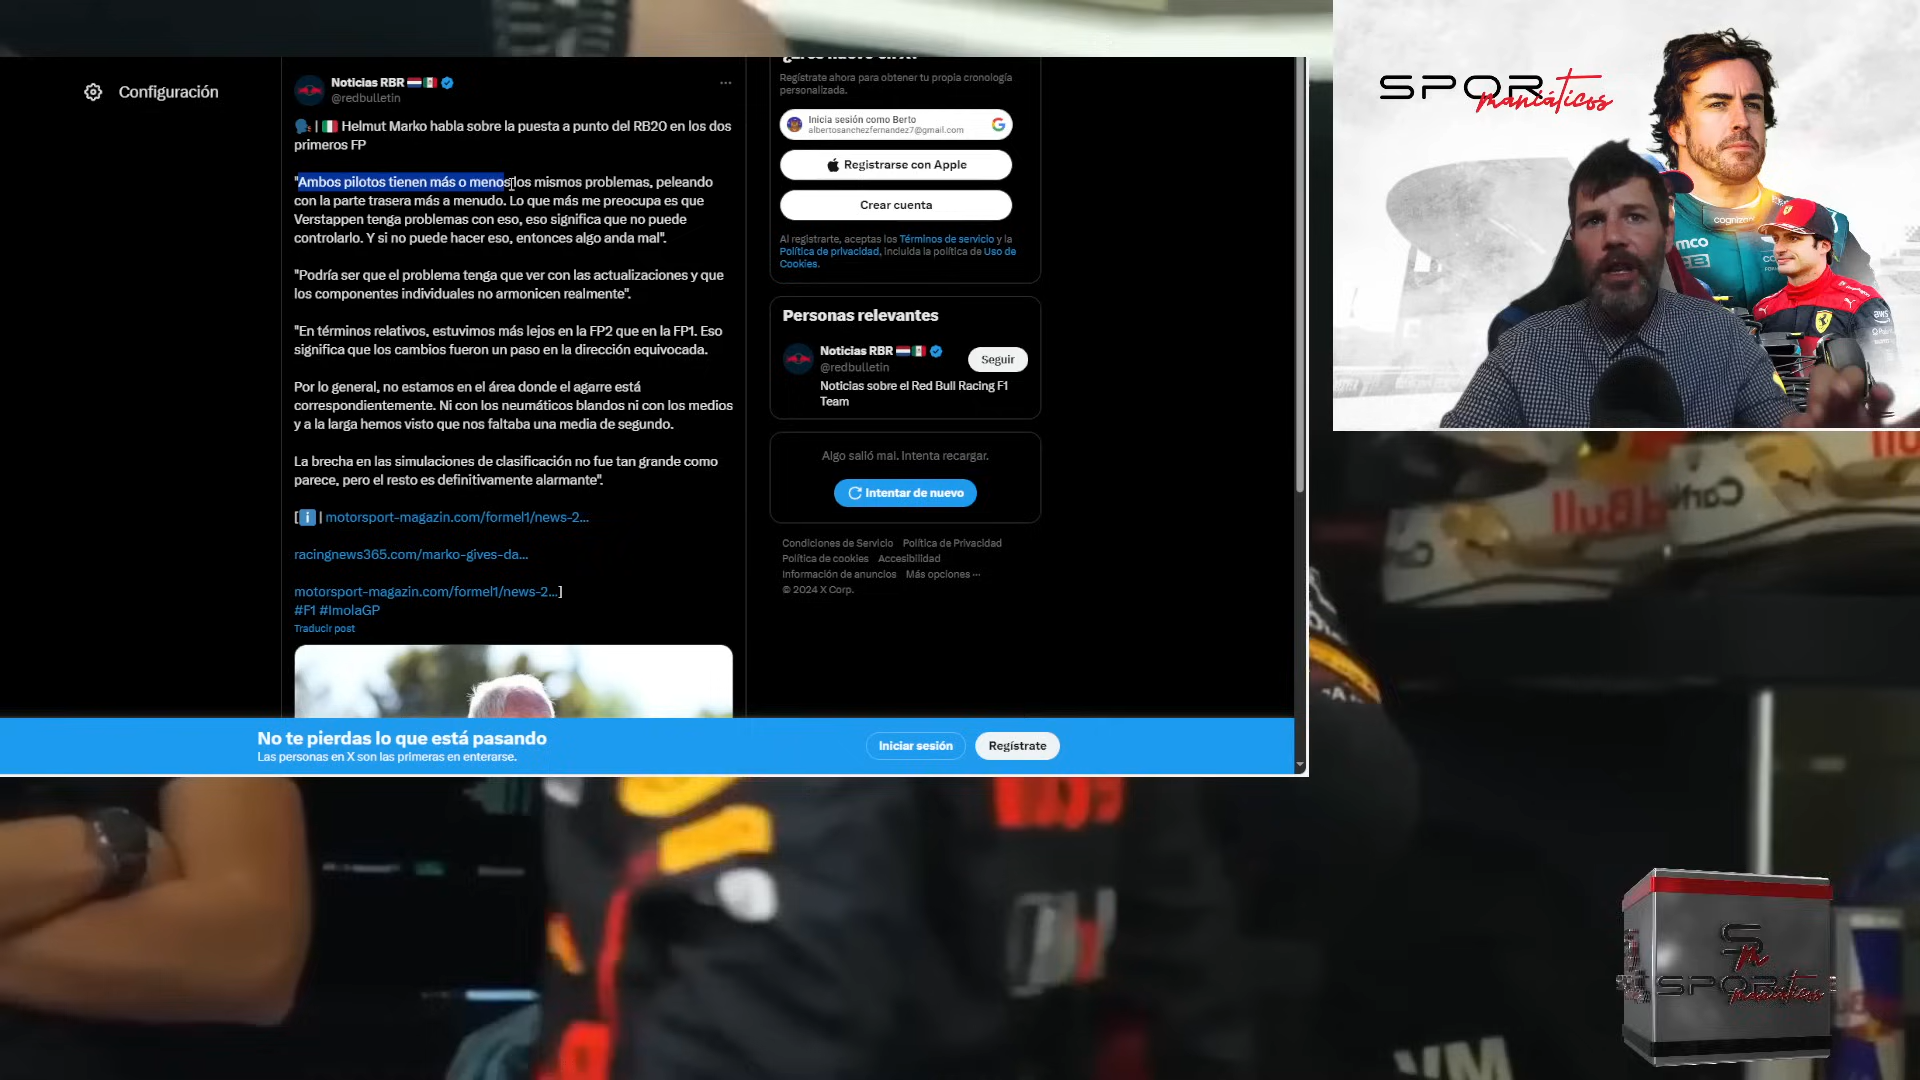 Configuración
Noticias RBR
@redbulletin
Helmut Marko habla sobre la puesta a punto del RB20 en los dos
primeros FP
"Ambos pilotos tienen más o menos los mismos problemas, peleando
con la parte trasera más a menudo. Lo que más me preocupa es que
Verstappen tenga problemas con eso, eso significa que no puede
controlarlo. Y si no puede hacer eso, entonces algo anda mal".
"Podría ser que el problema tenga que ver con las actualizaciones y que
los componentes individuales no armonicen realmente".
"En términos relativos, estuvimos más lejos en la FP2 que en la FP1. Eso
significa que los cambios fueron un paso en la dirección equivocada.
Por lo general, no estamos en el área donde el agarre está
correspondientemente. Ni con los neumáticos blandos ni con los medios
y a la larga hemos visto que nos faltaba una media de segundo.
La brecha en las simulaciones de clasificación no fue tan grande como
parece, pero el resto es definitivamente alarmante".
[ℹ️ | motorsport-magazin.com/formel1/news-2...
racingnews365.com/marko-gives-da...
motorsport-magazin.com/formel1/news-2...]
#F1 #ImolaGP
Traducir post
Regístrate ahora para obtener tu propia cronología
personalizada.
Inicia sesión como Berto
albertosanchezfernandez7@gmail.com
Registrarse con Apple
Crear cuenta
Al registrarte, aceptas los Términos de servicio y la
Política de privacidad, incluida la política de Uso de
Cookies.
Personas relevantes
Noticias RBR
@redbulletin
Seguir
Noticias sobre el Red Bull Racing F1
Team
Algo salió mal. Intenta recargar.
Intentar de nuevo
Condiciones de Servicio Política de Privacidad
Política de cookies Accesibilidad
Información de anuncios Más opciones ...
© 2024 X Corp.
No te pierdas lo que está pasando
Las personas en X son las primeras en enterarse.
Iniciar sesión
Regístrate
SPORmaniáticos
cognizant
aws